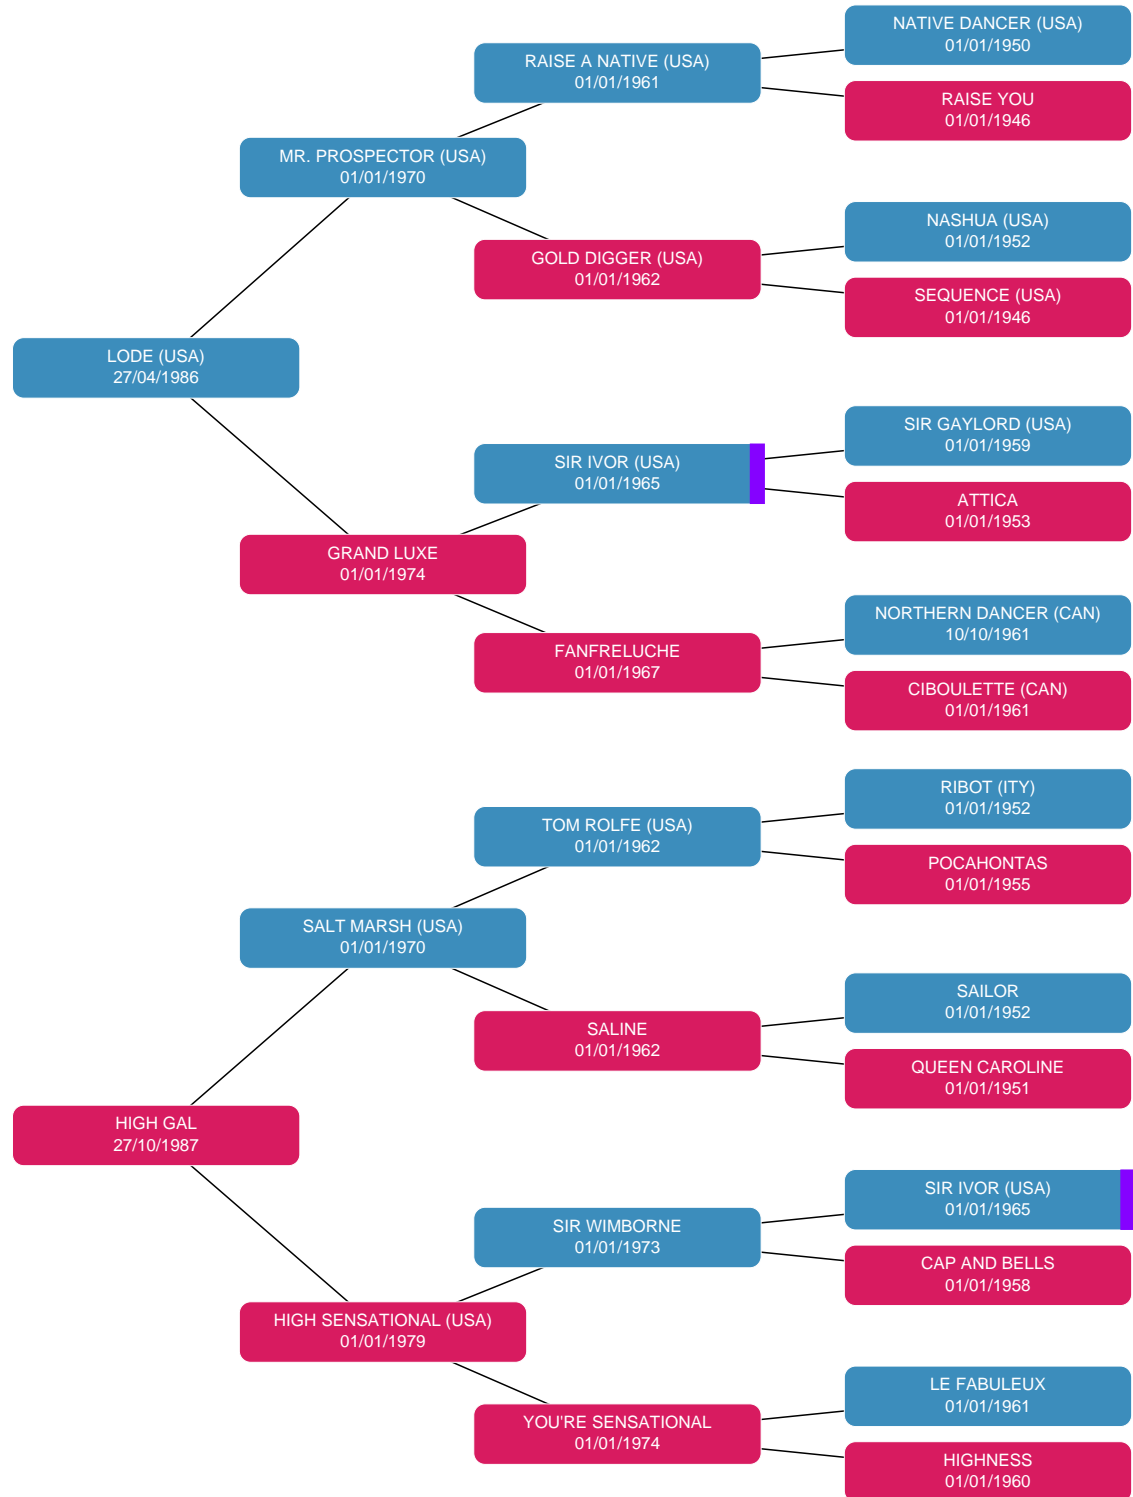 NATIVE DANCER (USA)
01/01/1950
RAISE A NATIVE (USA)
01/01/1961
RAISE YOU
01/01/1946
MR. PROSPECTOR (USA)
01/01/1970
NASHUA (USA)
01/01/1952
GOLD DIGGER (USA)
01/01/1962
SEQUENCE (USA)
01/01/1946
LODE (USA)
27/04/1986
SIR GAYLORD (USA)
01/01/1959
SIR IVOR (USA)
01/01/1965
ATTICA
01/01/1953
GRAND LUXE
01/01/1974
NORTHERN DANCER (CAN)
10/10/1961
FANFRELUCHE
01/01/1967
CIBOULETTE (CAN)
01/01/1961
RIBOT (ITY)
01/01/1952
TOM ROLFE (USA)
01/01/1962
POCAHONTAS
01/01/1955
SALT MARSH (USA)
01/01/1970
SAILOR
01/01/1952
SALINE
01/01/1962
QUEEN CAROLINE
01/01/1951
HIGH GAL
27/10/1987
SIR IVOR (USA)
01/01/1965
SIR WIMBORNE
01/01/1973
CAP AND BELLS
01/01/1958
HIGH SENSATIONAL (USA)
01/01/1979
LE FABULEUX
01/01/1961
YOU'RE SENSATIONAL
01/01/1974
HIGHNESS
01/01/1960